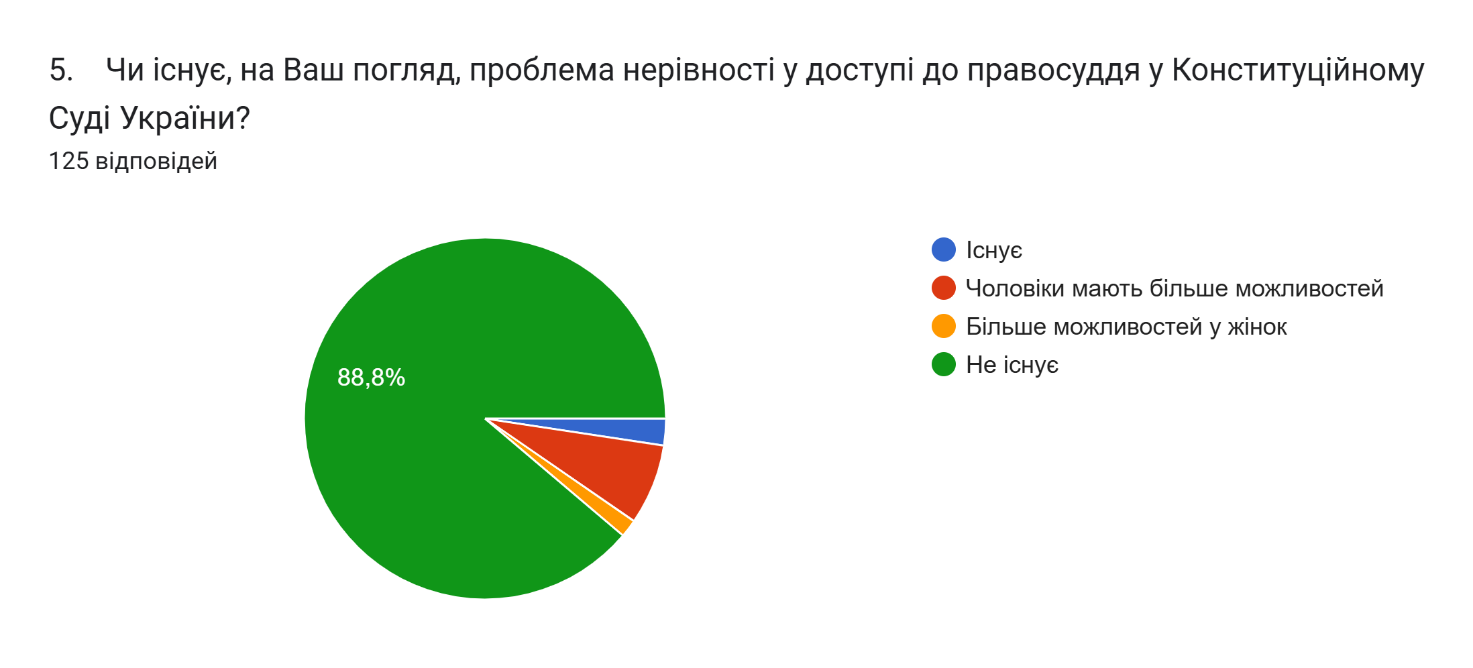 5. Чи існує, на Ваш погляд, проблема нерівності у доступі до правосуддя у Конституційному
Суді України?
125 відповідей
88,8%
Існує
Чоловіки мають більше можливостей
Більше можливостей у жінок
Не існує